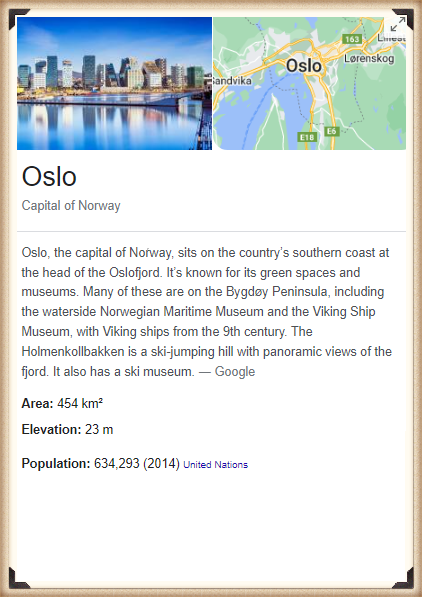 163
Lillest
Oslo
Lørenskog
Sandvika
E6
E18
Oslo
Capital of Norway
Oslo, the capital of Norway, sits on the country's southern coast at
the head of the Oslofjord. It's known for its green spaces and
museums. Many of these are on the Bygdøy Peninsula, including
the waterside Norwegian Maritime Museum and the Viking Ship
Museum, with Viking ships from the 9th century. The
Holmenkollbakken is a ski-jumping hill with panoramic views of the
fjord. It also has a ski museum. — Google
Area: 454 km²
Elevation: 23 m
Population: 634,293 (2014) United Nations